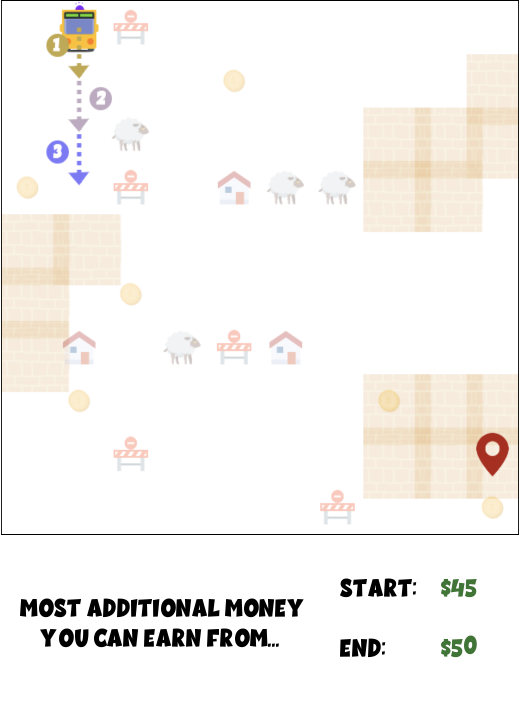 1
2
3
MOST ADDITIONAL MONEY
YOU CAN EARN FROM...
START: $45
END: $50